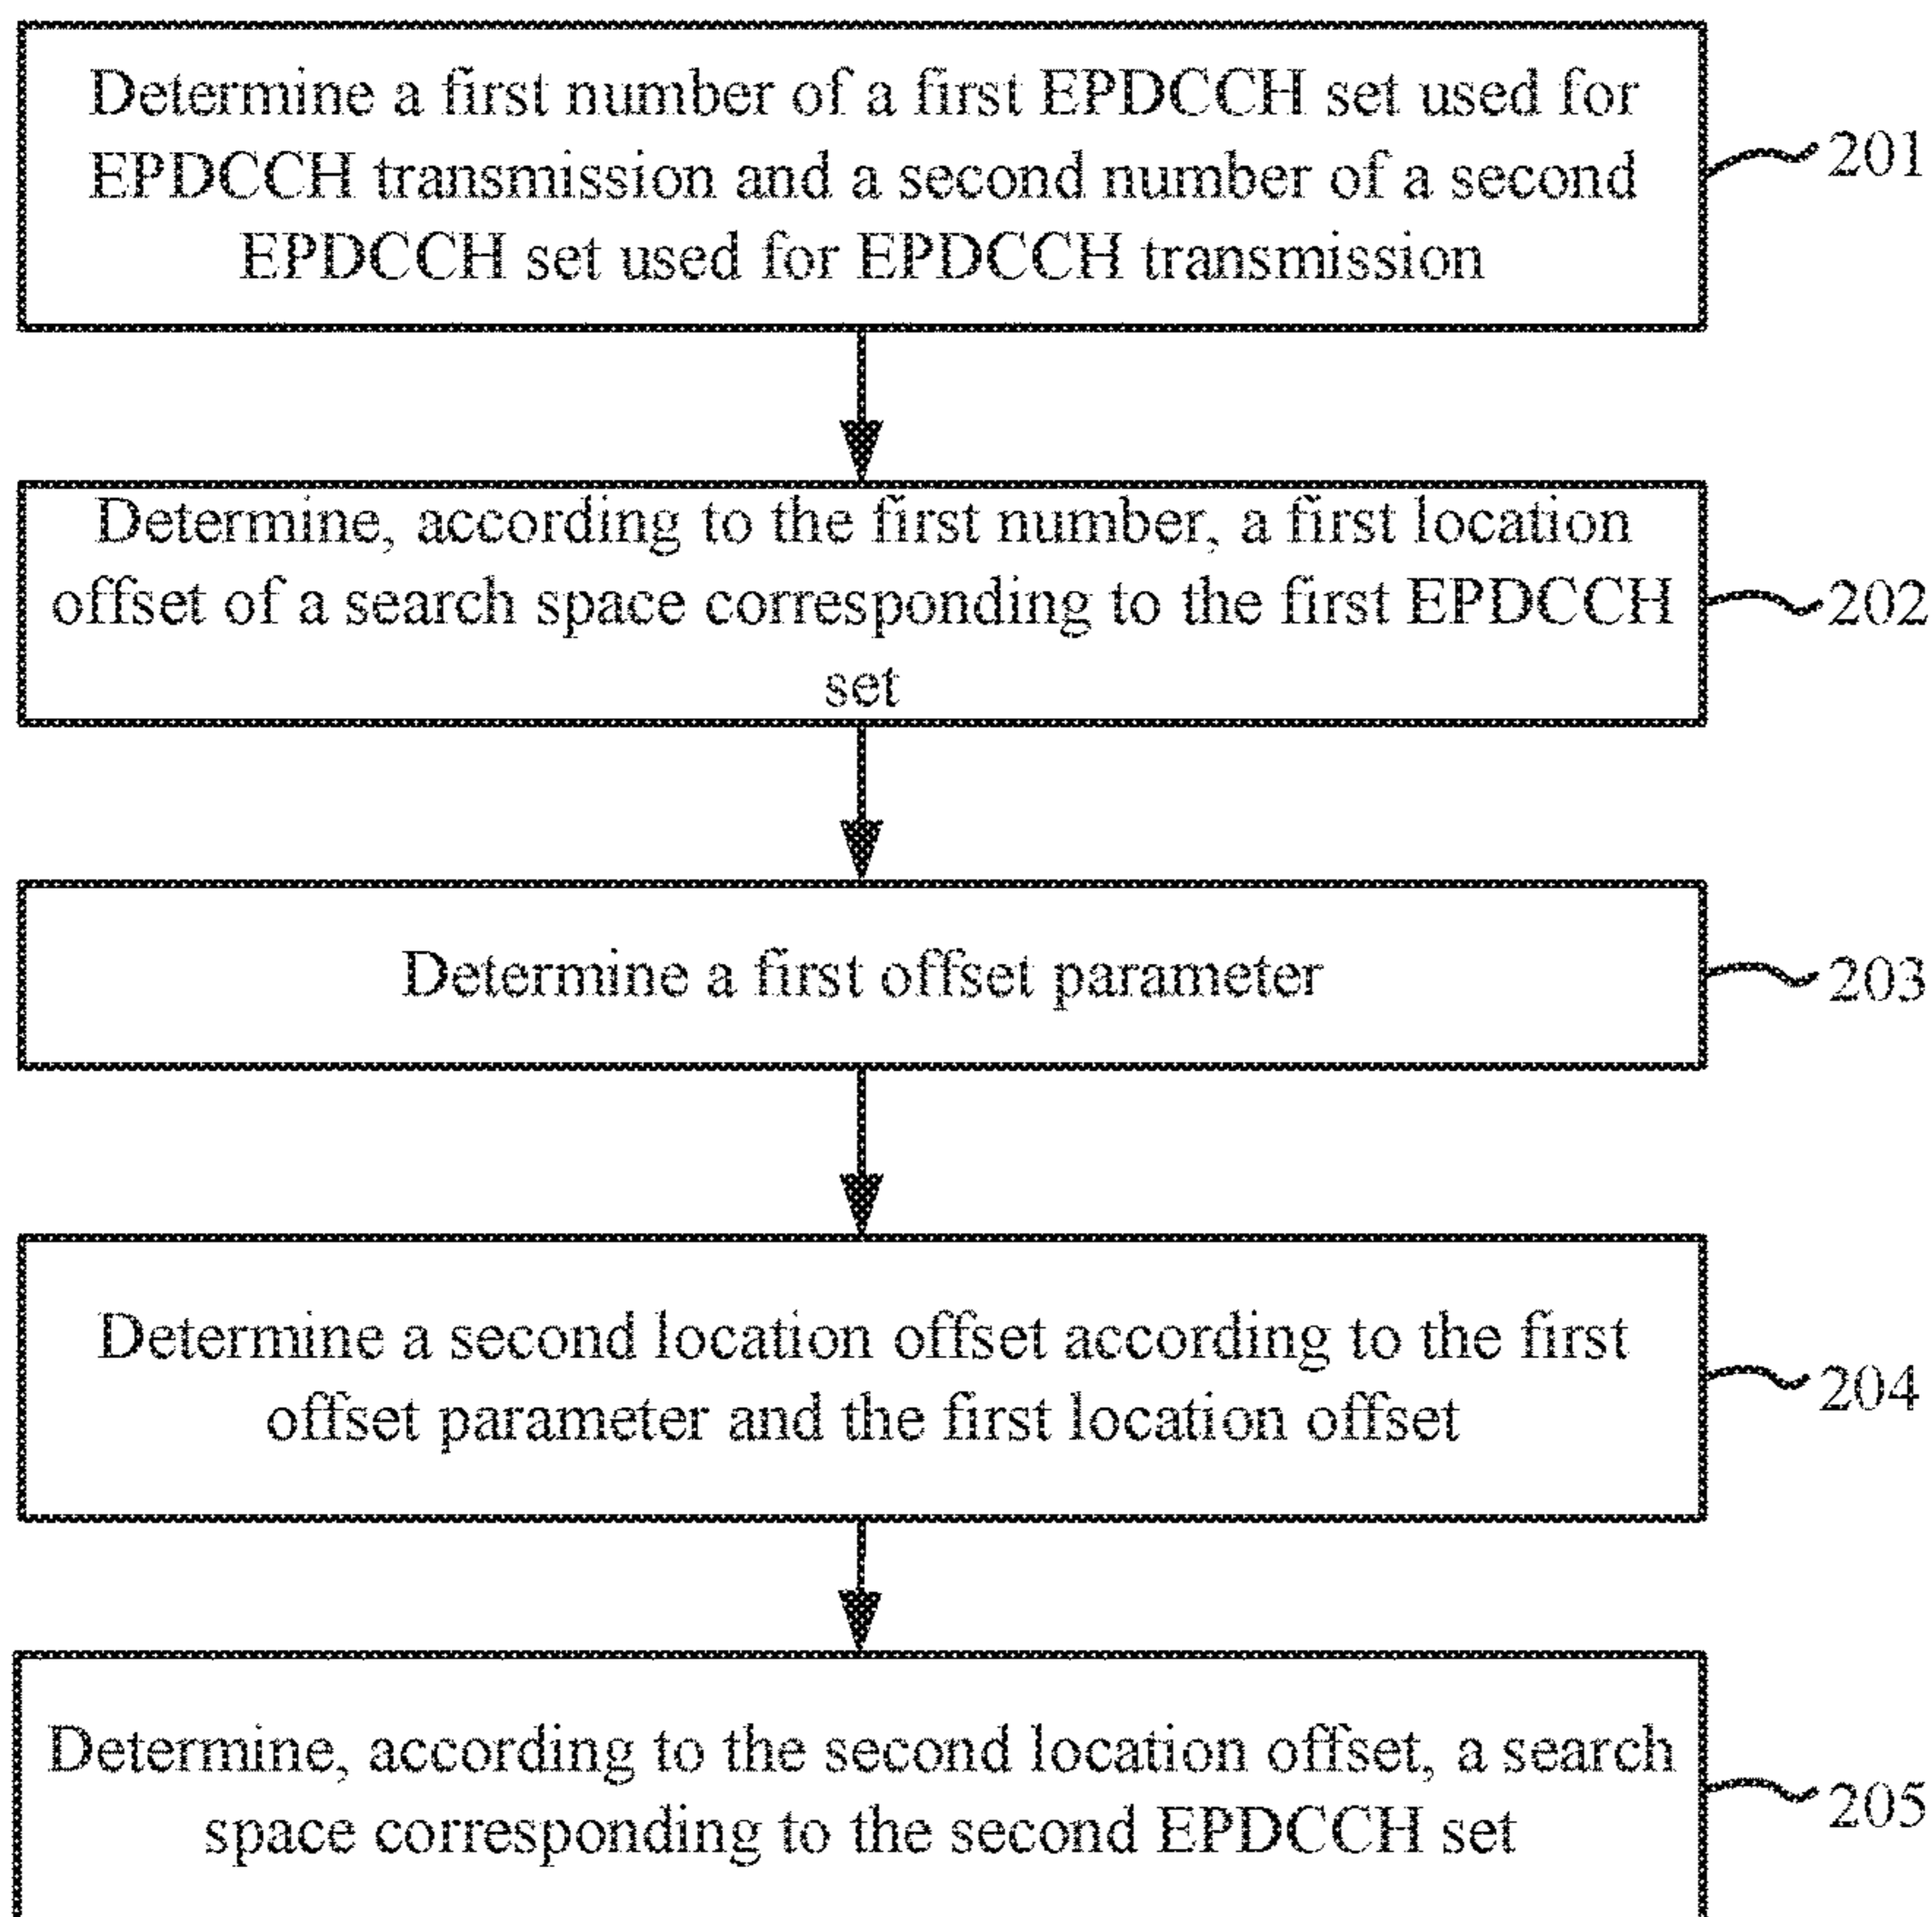 Determine a first number of a first EPDCCH set used for
EPDCCH transmission and a second number of a second
EPDCCH set used for EPDCCH transmission
201
Determine, according to the first number, a first location
offset of a search space corresponding to the first EPDCCH
set
202
Determine a first offset parameter
203
Determine a second location offset according to the first
offset parameter and the first location offset
204
Determine, according to the second location offset, a search
space corresponding to the second EPDCCH set
205